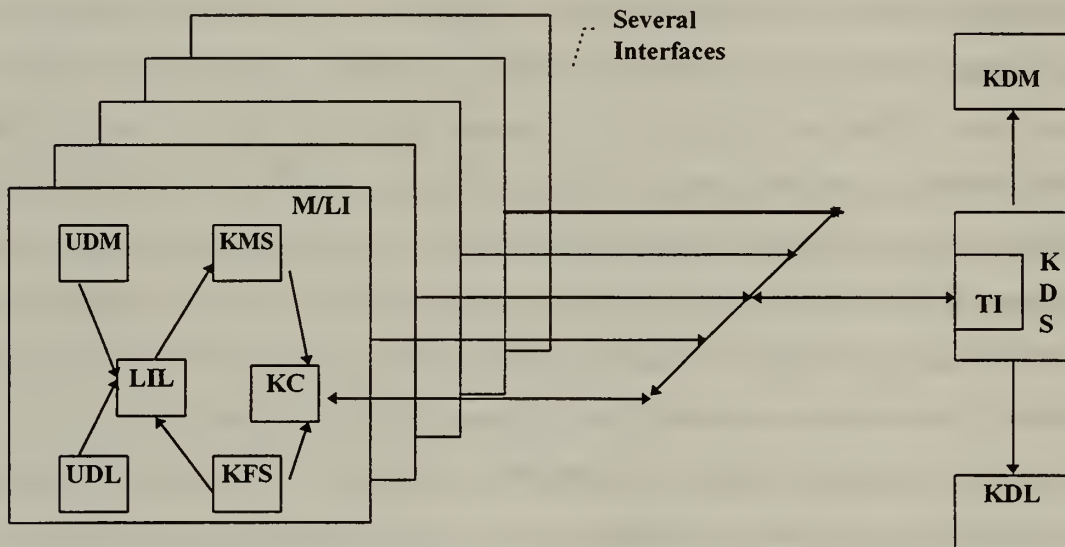 Several
Interfaces
KDM
M/LI
UDM
KMS
K
D
S
TI
LIL
KC
UDL
KFS
KDL